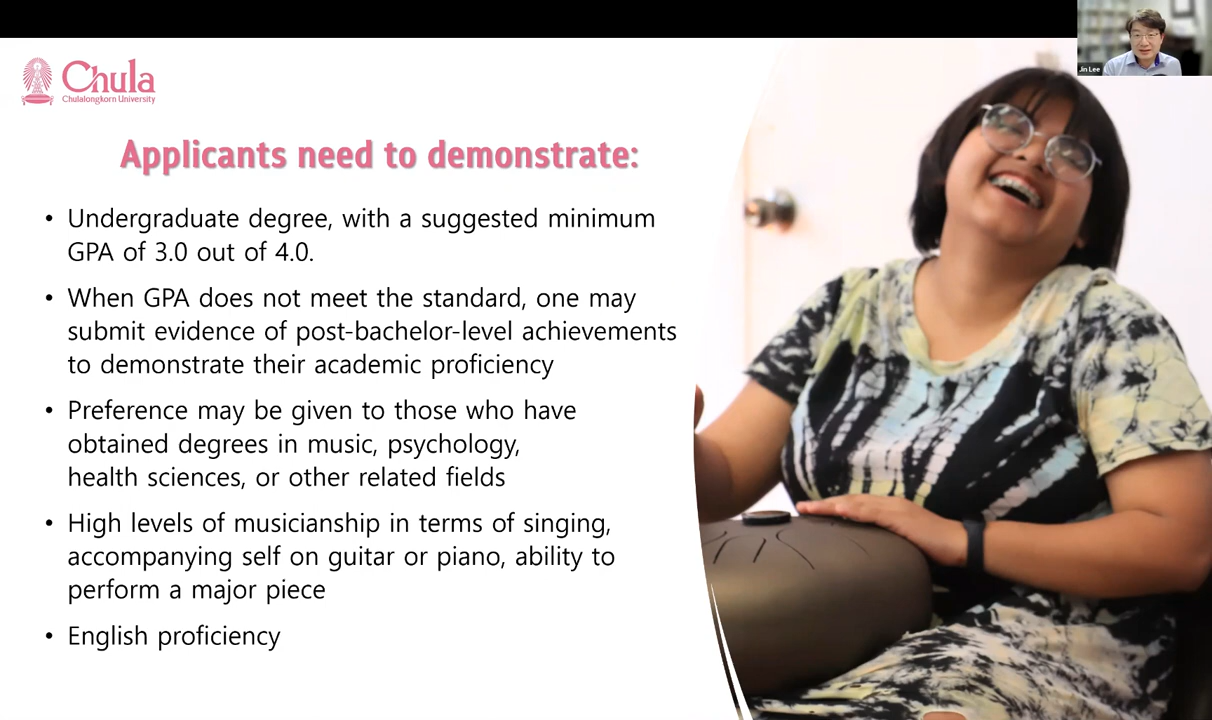 Jin Lee
Chula
Chulalongkorn University
Applicants need to demonstrate:
• Undergraduate degree, with a suggested minimum
GPA of 3.0 out of 4.0.
• When GPA does not meet the standard, one may
submit evidence of post-bachelor-level achievements
to demonstrate their academic proficiency
• Preference may be given to those who have
obtained degrees in music, psychology,
health sciences, or other related fields
• High levels of musicianship in terms of singing,
accompanying self on guitar or piano, ability to
perform a major piece
• English proficiency